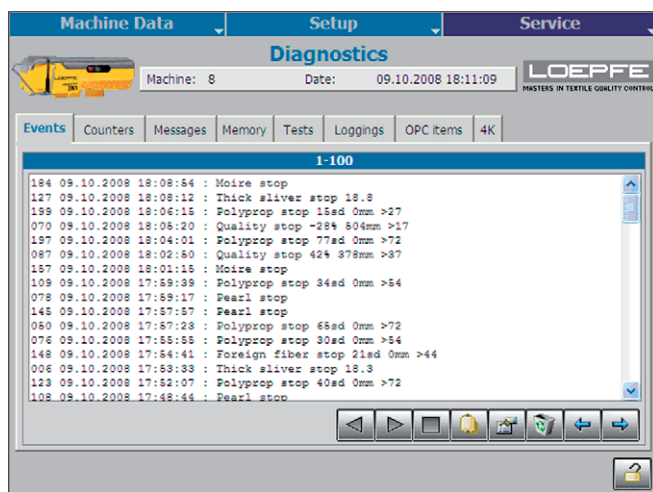 Machine Data Setup Service
Diagnostics
Machine: 8 Date: 09.10.2008 18:11:09
LOEPFE
MASTERS IN TEXTILE QUALITY CONTROL
LOEPFE
Events Counters Messages Memory Tests Loggings OPC items 4K
1-100
184 09.10.2008 18:08:54 : Moire stop
127 09.10.2008 18:08:12 : Thick sliver stop 18.8
199 09.10.2008 18:06:15 : Polyprop stop 15sd 0mm >27
070 09.10.2008 18:05:20 : Quality stop -28% 504mm >17
197 09.10.2008 18:04:01 : Polyprop stop 77sd 0mm >72
087 09.10.2008 18:02:50 : Quality stop 42% 378mm >37
157 09.10.2008 18:01:15 : Moire stop
109 09.10.2008 17:59:39 : Polyprop stop 34sd 0mm >54
078 09.10.2008 17:59:17 : Pearl stop
145 09.10.2008 17:57:57 : Pearl stop
050 09.10.2008 17:57:23 : Polyprop stop 65sd 0mm >72
076 09.10.2008 17:55:55 : Polyprop stop 30sd 0mm >54
148 09.10.2008 17:54:41 : Foreign fiber stop 21sd 0mm >44
006 09.10.2008 17:53:33 : Thick sliver stop 18.3
123 09.10.2008 17:52:07 : Polyprop stop 40sd 0mm >72
108 09.10.2008 17:48:44 : Pearl stop